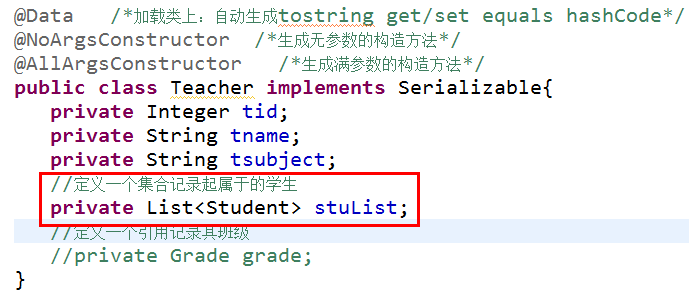 @Data /*加载类上：自动生成tostring get/set equals hashCode*/
@NoArgsConstructor /*生成无参数的构造方法*/
@AllArgsConstructor /*生成满参数的构造方法*/
public class Teacher implements Serializable{
private Integer tid;
private String tname;
private String tsubject;
//定义一个集合记录起属于的学生
private List<Student> stuList;
//定义一个引用记录其班级
//private Grade grade;
}